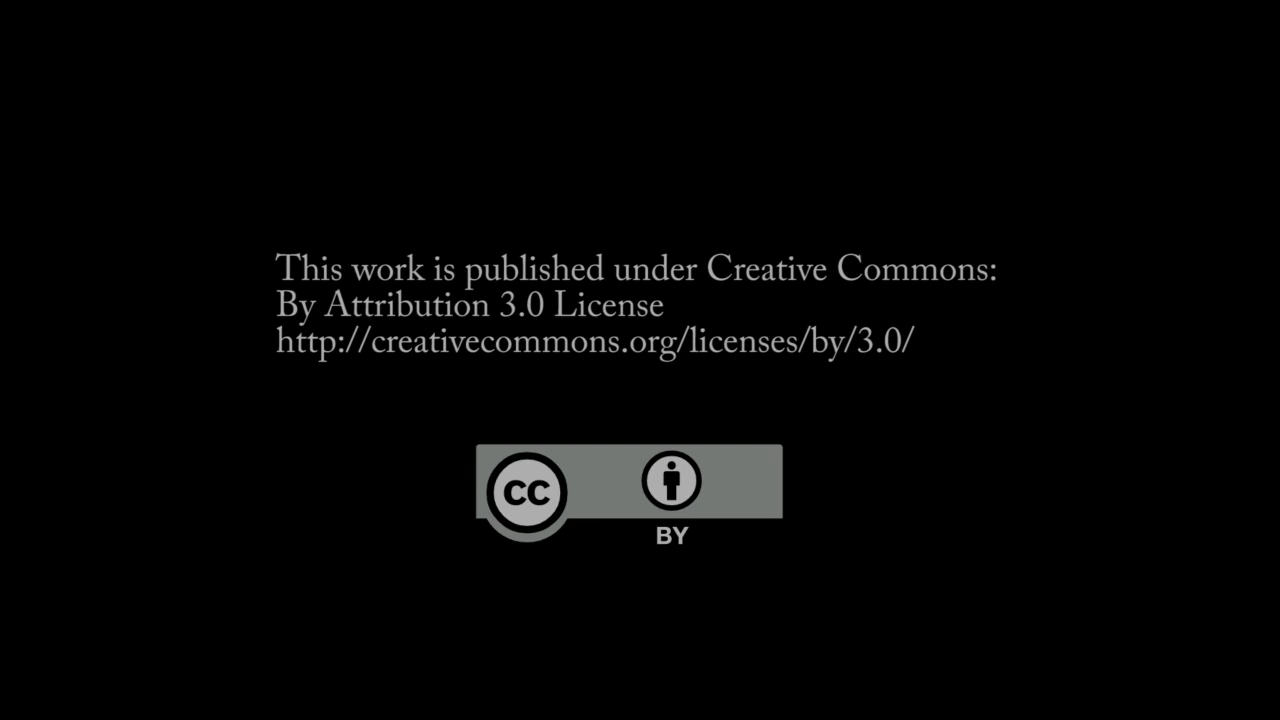 This work is published under Creative Commons:
By Attribution 3.0 License
http://creativecommons.org/licenses/by/3.0/
CC
BY